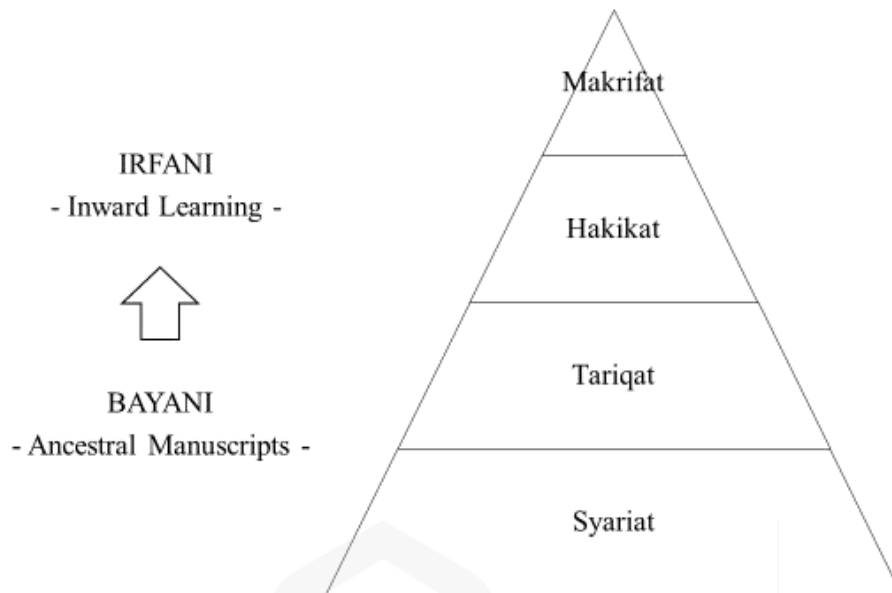 IRFANI
- Inward Learning -
BAYANI
- Ancestral Manuscripts -
Makrifat
Hakikat
Tariqat
Syariat